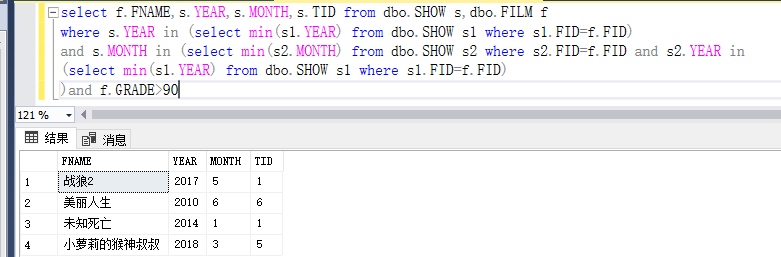 select f.FNAME,s.YEAR,s.MONTH,s.TID from dbo.SHOW s,dbo.FILM f
where s.YEAR in (select min(s1.YEAR) from dbo.SHOW s1 where s1.FID=f.FID)
and s.MONTH in (select min(s2.MONTH) from dbo.SHOW s2 where s2.FID=f.FID and s2.YEAR in
(select min(s1.YEAR) from dbo.SHOW s1 where s1.FID=f.FID)
)and f.GRADE>90
121 %
结果 消息
FNAME YEAR MONTH TID
1 战狼2 2017 5 1
2 美丽人生 2010 6 6
3 未知死亡 2014 1 1
4 小萝莉的猴神叔叔 2018 3 5